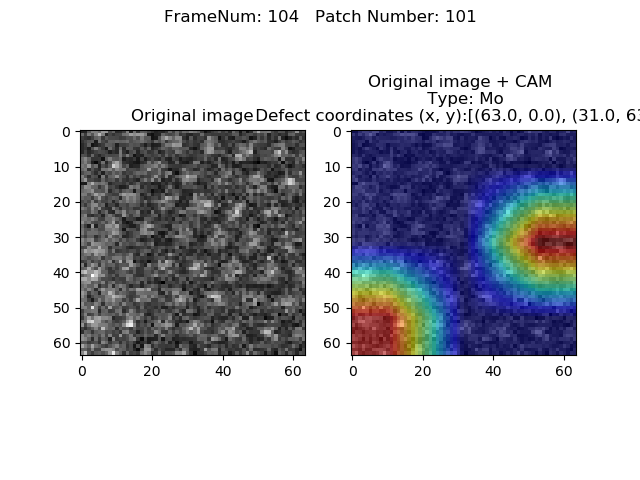 FrameNum: 104   Patch Number: 101
Original image + CAM
Type: Mo
Original image
Defect coordinates (x, y):[(63.0, 0.0), (31.0, 63
0
10
20
30
40
50
60
0 20 40 60
0
10
20
30
40
50
60
0 20 40 60